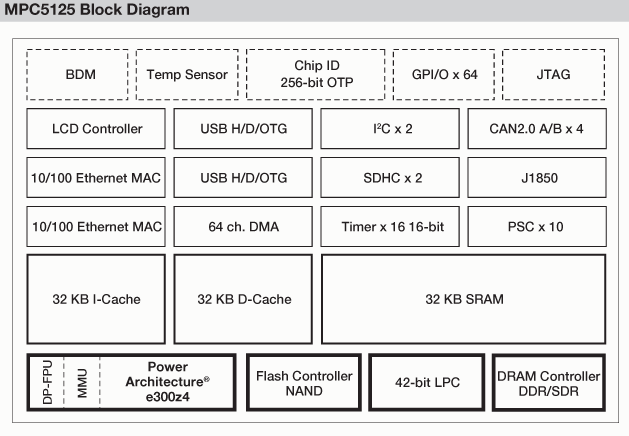 MPC5125 Block Diagram
BDM
Temp Sensor
Chip ID
256-bit OTP
GPI/O x 64
JTAG
LCD Controller
USB H/D/OTG
I²C x 2
CAN2.0 A/B x 4
10/100 Ethernet MAC
USB H/D/OTG
SDHC x 2
J1850
10/100 Ethernet MAC
64 ch. DMA
Timer x 16 16-bit
PSC x 10
32 KB I-Cache
32 KB D-Cache
32 KB SRAM
DP-FPU
MMU
Power
Architecture®
e300z4
Flash Controller
NAND
42-bit LPC
DRAM Controller
DDR/SDR